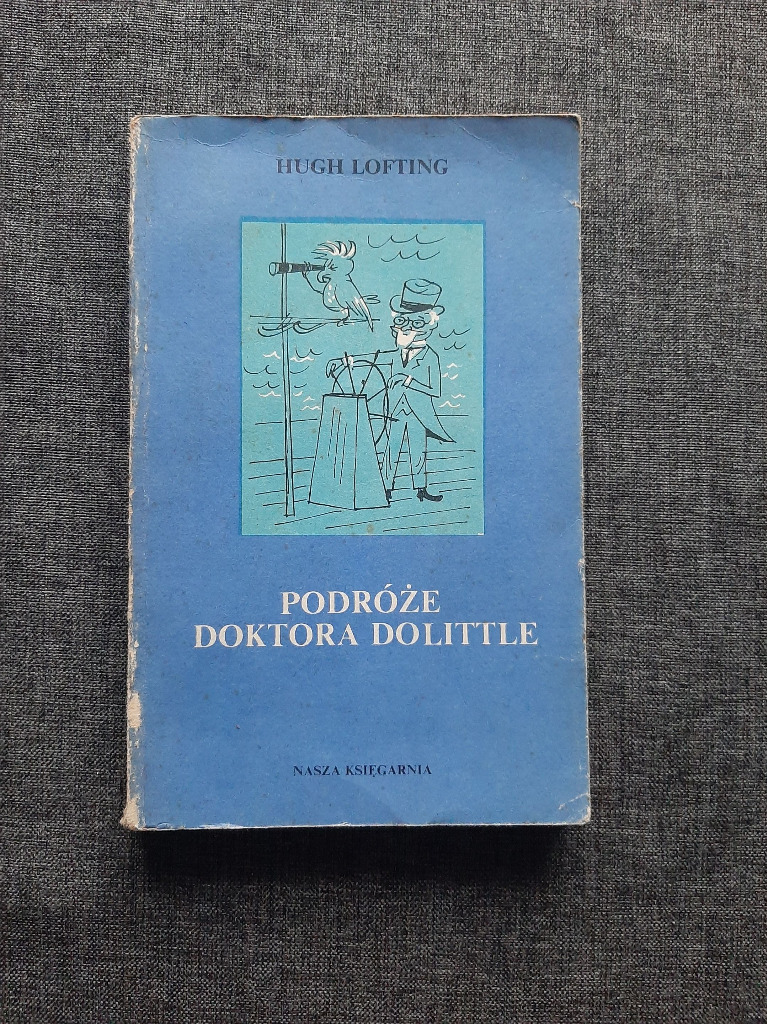 HUGH LOFTING
PODRÓŻE
DOKTORA DOLITTLE
NASZA KSIĘGARNIA